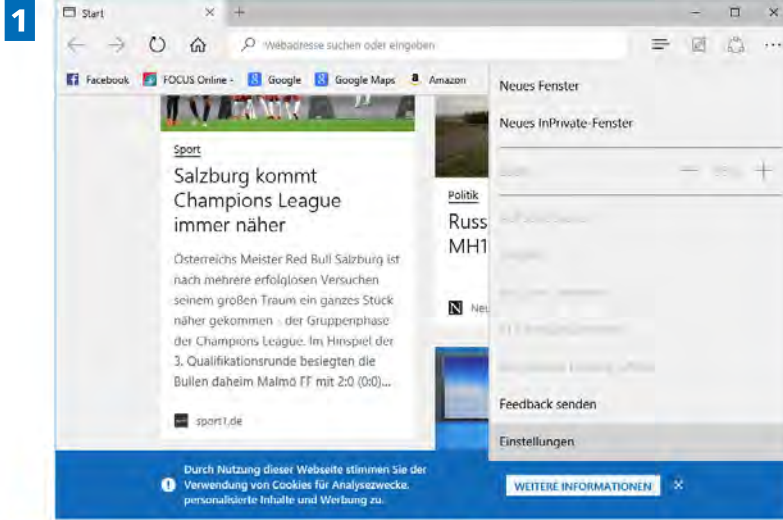 1
Start
Webadresse suchen oder eingeben
Facebook FOCUS Online - Google Google Maps Amazon
Sport
Salzburg kommt
Champions League
immer näher
Österreichs Meister Red Bull Salzburg ist
nach mehrere erfolglosen Versuchen
seinem großen Traum ein ganzes Stück
näher gekommen - der Gruppenphase
der Champions League. Im Hinspiel der
3. Qualifikationsrunde besiegten die
Bullen daheim Malmö FF mit 2:0 (0:0)...
sport1.de
Politik
Russ
MH1
N Neu
Neues Fenster
Neues InPrivate-Fenster
Feedback senden
Einstellungen
Durch Nutzung dieser Webseite stimmen Sie der
Verwendung von Cookies für Analysezwecke,
personalisierte Inhalte und Werbung zu.
WEITERE INFORMATIONEN